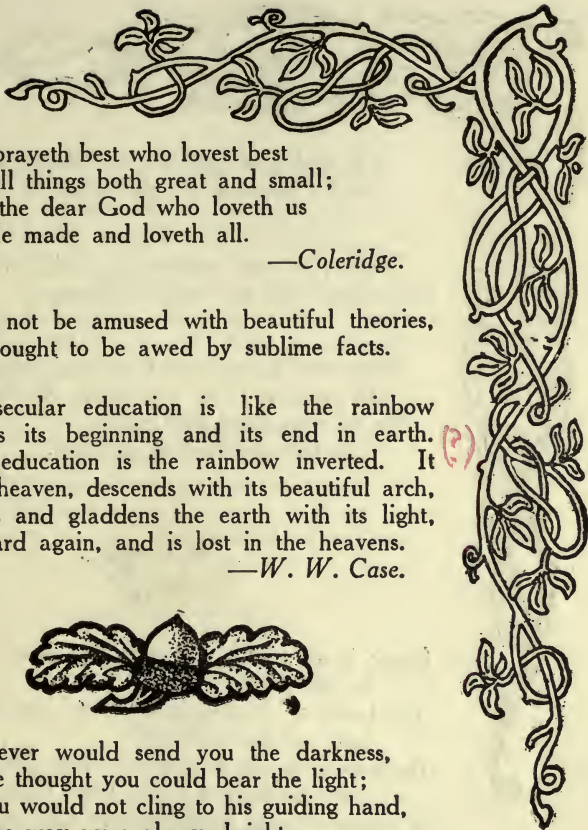 prayeth best who lovest best
ll things both great and small;
the dear God who loveth us
e made and loveth all.
—Coleridge.
not be amused with beautiful theories,
ought to be awed by sublime facts.
secular education is like the rainbow
s its beginning and its end in earth.
education is the rainbow inverted. It
heaven, descends with its beautiful arch,
and gladdens the earth with its light,
ard again, and is lost in the heavens.
(?)
—W. W. Case.
ever would send you the darkness,
e thought you could bear the light;
u would not cling to his guiding hand,